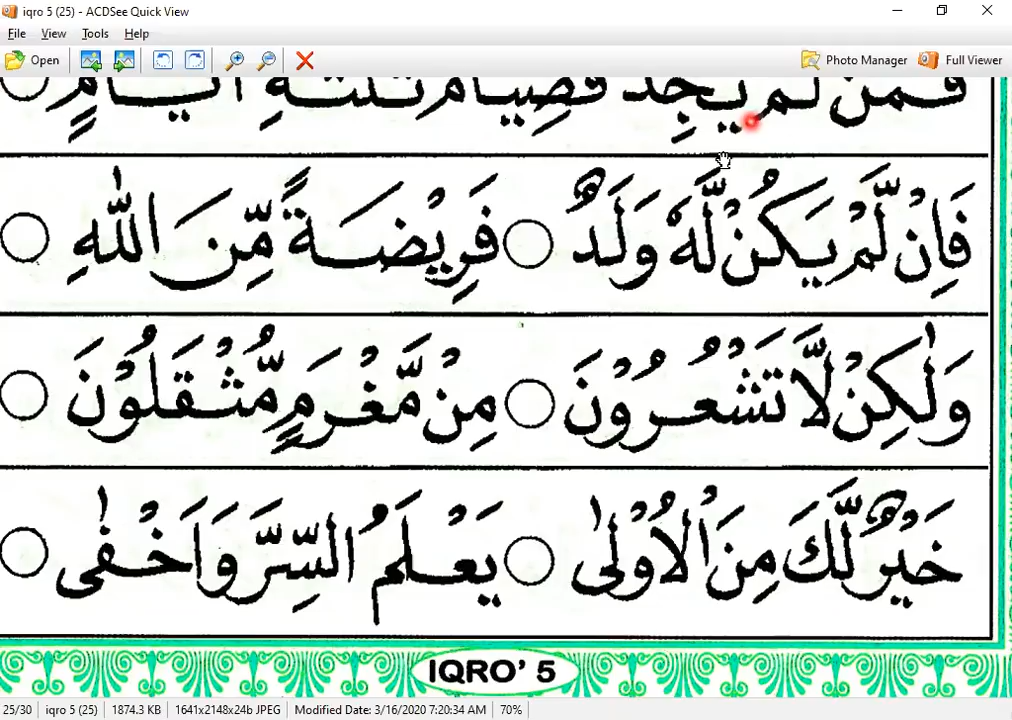 iqro 5 (25) - ACDSee Quick View
File View Tools Help
Open Photo Manager Full Viewer
فَمَنْ لَمْ يَجِدْ فَصِيَامُ ثَلٰثَةِ اَيَّامٍ
فَاِنْ لَّمْ يَكُنْ لَّهٗ وَلَدٌ ○ فَرِيْضَةً مِّنَ اللّٰهِ ○
وَلٰكِنْ لَّا تَشْعُرُوْنَ ○ مِنْ مَّغْرَمٍ مُّثْقَلُوْنَ ○
خَيْرٌ لَّكَ مِنَ الْاُوْلٰى ○ يَعْلَمُ السِّرَّ وَاَخْفٰى ○
IQRO’ 5
25/30 iqro 5 (25) 1874.3 KB 1641x2148x24b JPEG Modified Date: 3/16/2020 7:20:34 AM 70%